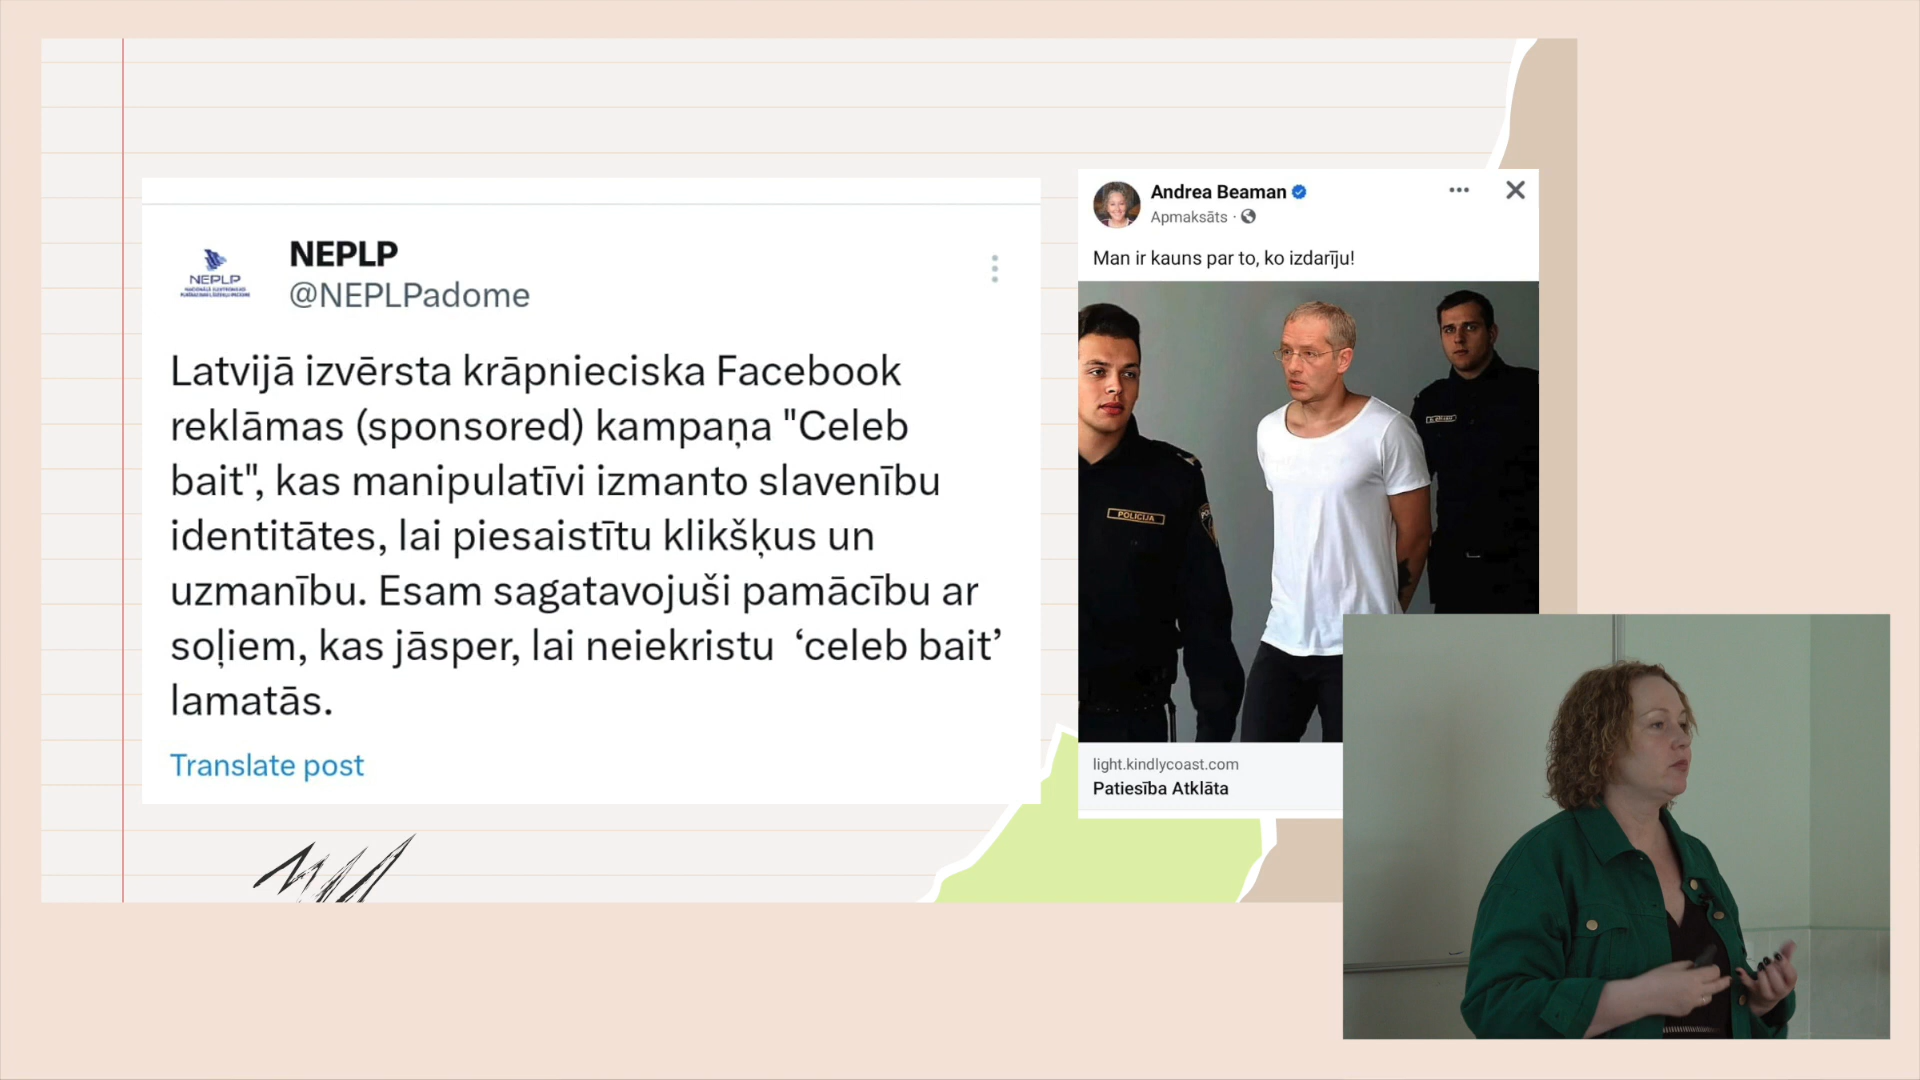 NEPLP
NEPLP
@NEPLPadome
Latvijā izvērsta krāpnieciska Facebook
reklāmas (sponsored) kampaņa "Celeb
bait", kas manipulatīvi izmanto slavenību
identitātes, lai piesaistītu klikšķus un
uzmanību. Esam sagatavojuši pamācību ar
soļiem, kas jāsper, lai neiekristu ‘celeb bait’
lamatās.
Translate post
Andrea Beaman
Apmaksāts ·
Man ir kauns par to, ko izdarīju!
POLICIJA
light.kindlycoast.com
Patiesība Atklāta